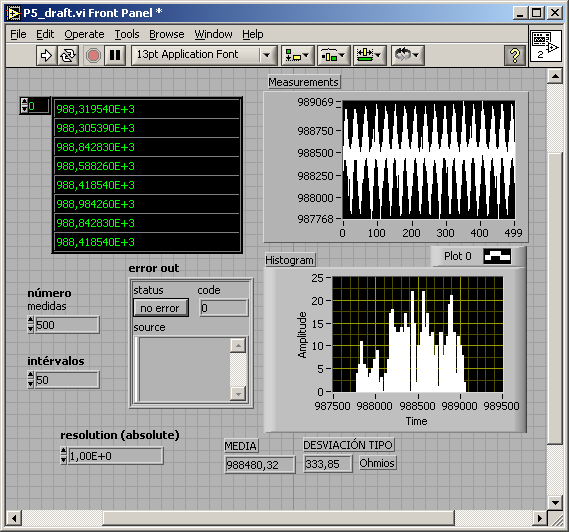 P5_draft.vi Front Panel *
File Edit Operate Tools Browse Window Help
13pt Application Font
?
2
Measurements
0
988,319540E+3
988,305390E+3
988,842830E+3
988,588260E+3
988,418540E+3
988,984260E+3
988,842830E+3
988,418540E+3
989069
988750
988500
988250
988000
987768
0 100 200 300 400 499
Plot 0
Histogram
25
20
15
10
5
0
Amplitude
987500 988000 988500 989000 989500
Time
error out
status code
no error 0
source
número
medidas
500
intérvalos
50
resolution (absolute)
1,00E+0
MEDIA
988480,32
DESVIACIÓN TIPO
333,85 Ohmios